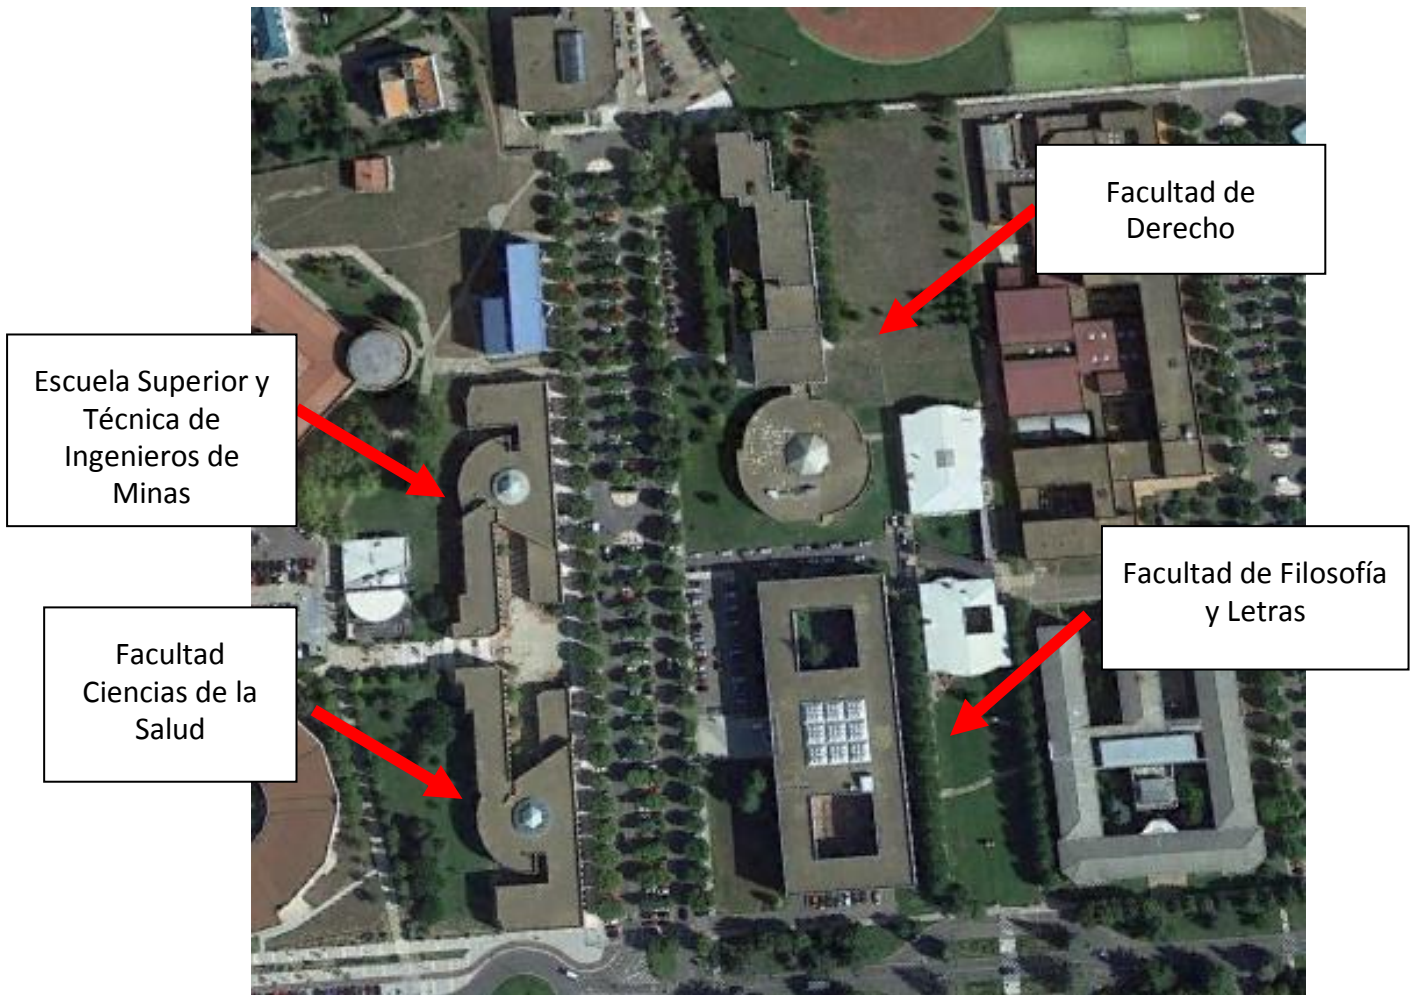 Facultad de
Derecho
Escuela Superior y
Técnica de
Ingenieros de
Minas
Facultad de Filosofía
y Letras
Facultad
Ciencias de la
Salud